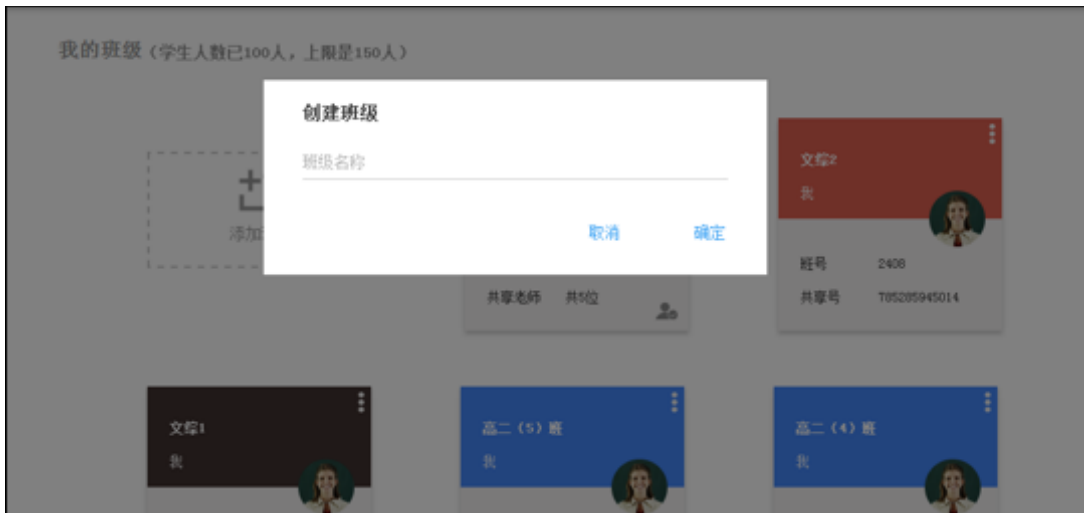 我的班级（学生人数已100人，上限是150人）
创建班级
班级名称
取消 确定
添加
共享老师 共5位
文综2
我
班号 2408
共享号 T85285945014
文综1
我
高二（5）班
我
高二（4）班
我